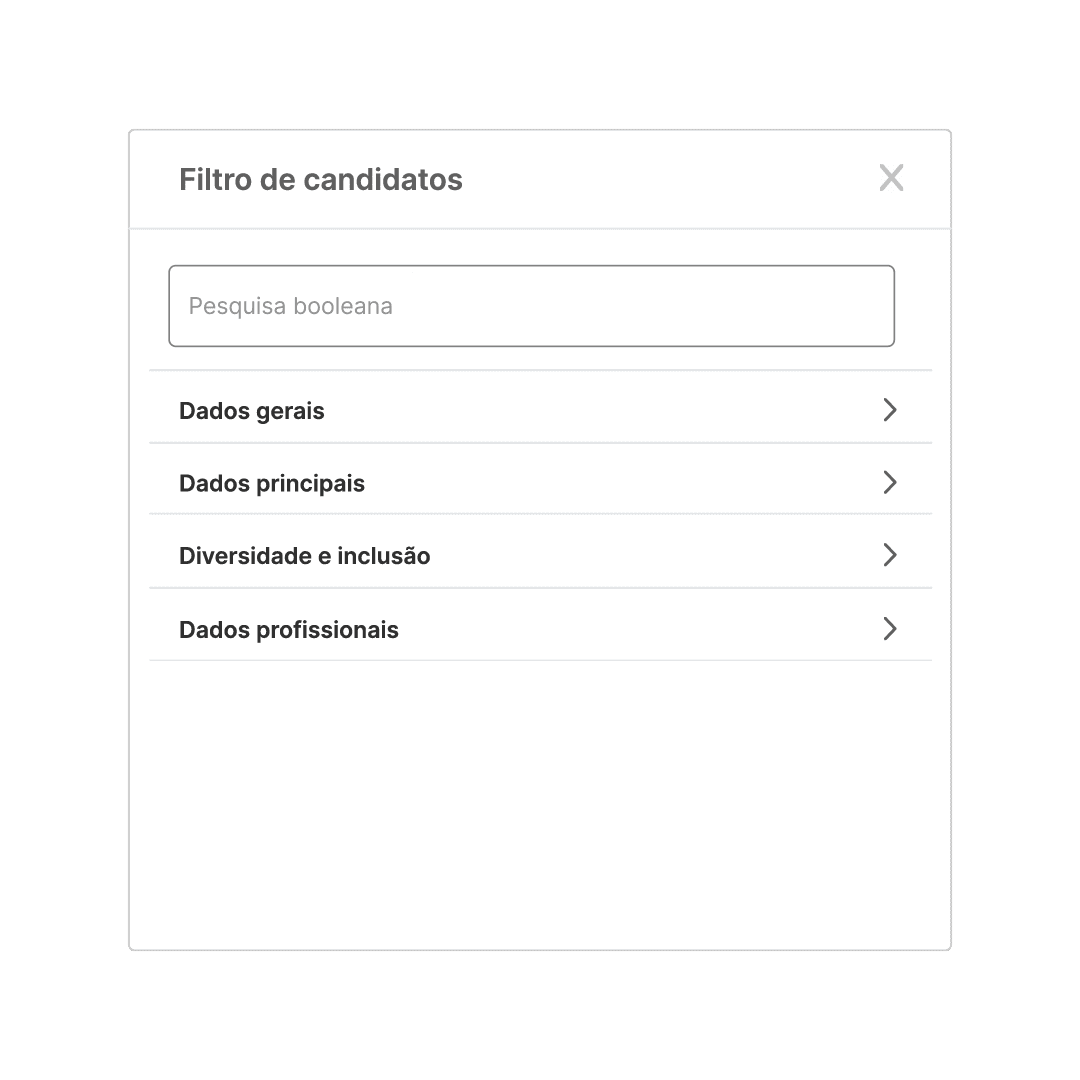 Filtro de candidatos
Pesquisa booleana
Dados gerais
Dados principais
Diversidade e inclusão
Dados profissionais